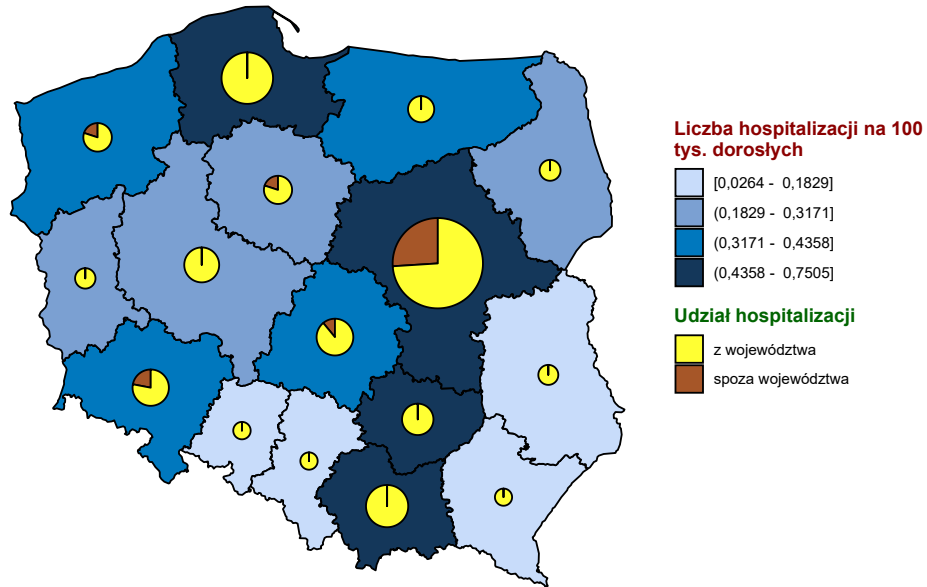 Liczba hospitalizacji na 100
tys. dorosłych
[0,0264 - 0,1829]
(0,1829 - 0,3171]
(0,3171 - 0,4358]
(0,4358 - 0,7505]
Udział hospitalizacji
z województwa
spoza województwa